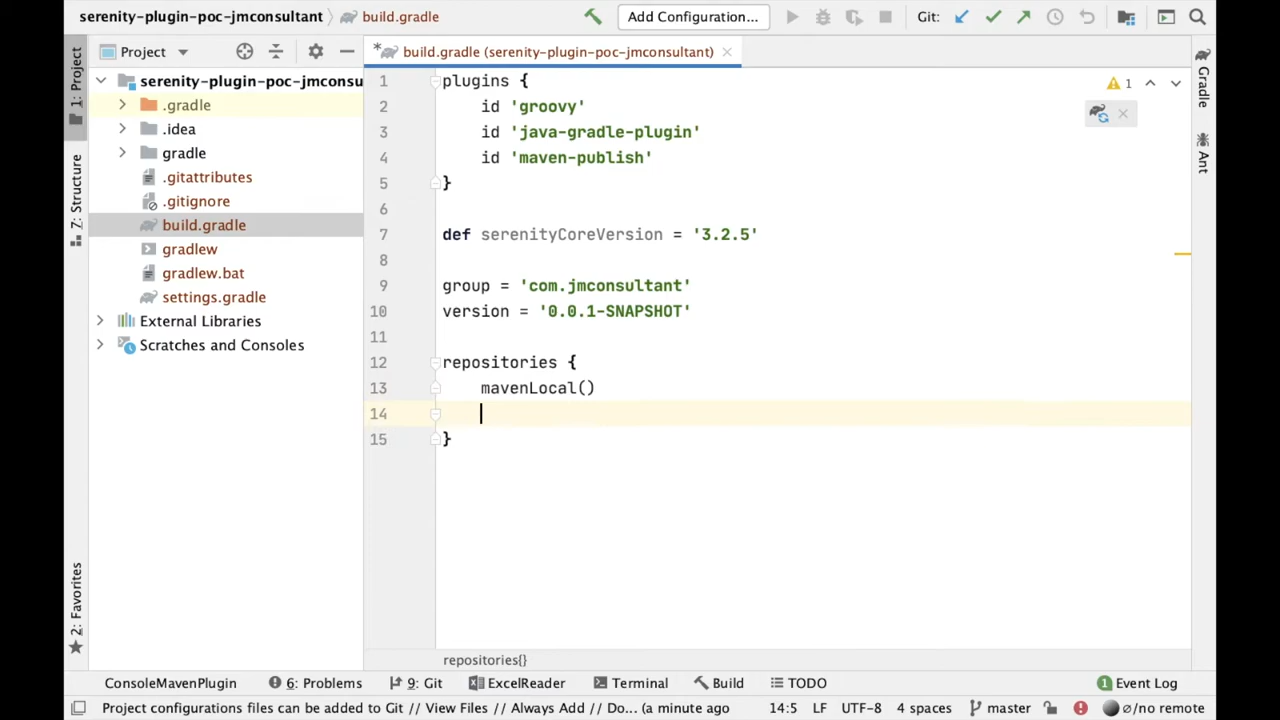 serenity-plugin-poc-jmconsultant
build.gradle
Add Configuration...
Git:
Project
*
build.gradle (serenity-plugin-poc-jmconsultant)
1: Project
Z: Structure
2: Favorites
Gradle
Ant
serenity-plugin-poc-jmconsu
.gradle
.idea
gradle
.gitattributes
.gitignore
build.gradle
gradlew
gradlew.bat
settings.gradle
External Libraries
Scratches and Consoles
1
1 plugins {
2 id 'groovy'
3 id 'java-gradle-plugin'
4 id 'maven-publish'
5 }
6
7 def serenityCoreVersion = '3.2.5'
8
9 group = 'com.jmconsultant'
10 version = '0.0.1-SNAPSHOT'
11
12 repositories {
13 mavenLocal()
14
15 }
repositories{}
ConsoleMavenPlugin
6: Problems
9: Git
ExcelReader
Terminal
Build
TODO
1 Event Log
Project configurations files can be added to Git // View Files // Always Add // Do... (a minute ago
14:5
LF
UTF-8
4 spaces
master
∅/no remote